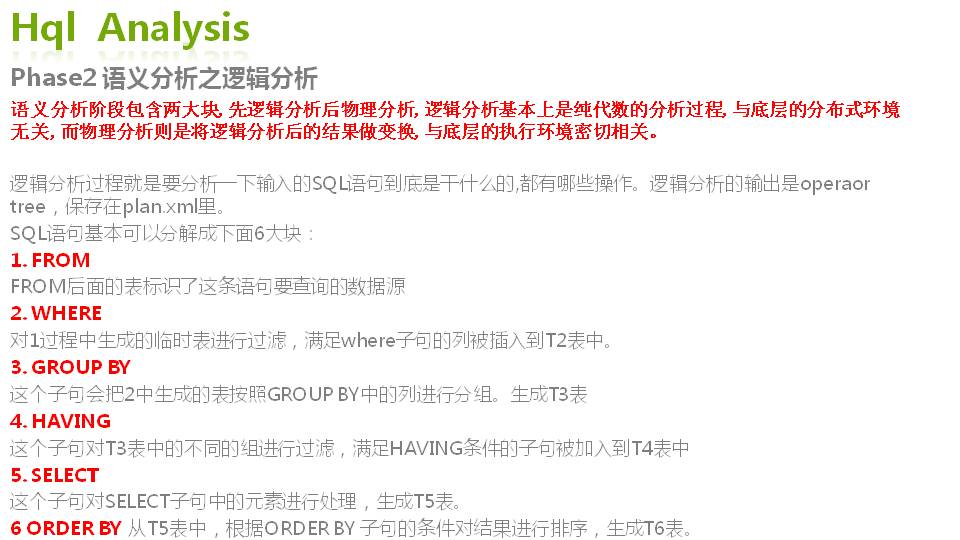 Hql Analysis
Phase2 语义分析之逻辑分析
语义分析阶段包含两大块, 先逻辑分析后物理分析, 逻辑分析基本上是纯代数的分析过程, 与底层的分布式环境
无关, 而物理分析则是将逻辑分析后的结果做变换, 与底层的执行环境密切相关。
逻辑分析过程就是要分析一下输入的SQL语句到底是干什么的,都有哪些操作。逻辑分析的输出是operaor
tree，保存在plan.xml里。
SQL语句基本可以分解成下面6大块：
1. FROM
FROM后面的表标识了这条语句要查询的数据源
2. WHERE
对1过程中生成的临时表进行过滤，满足where子句的列被插入到T2表中。
3. GROUP BY
这个子句会把2中生成的表按照GROUP BY中的列进行分组。生成T3表
4. HAVING
这个子句对T3表中的不同的组进行过滤，满足HAVING条件的子句被加入到T4表中
5. SELECT
这个子句对SELECT子句中的元素进行处理，生成T5表。
6 ORDER BY 从T5表中，根据ORDER BY 子句的条件对结果进行排序，生成T6表。